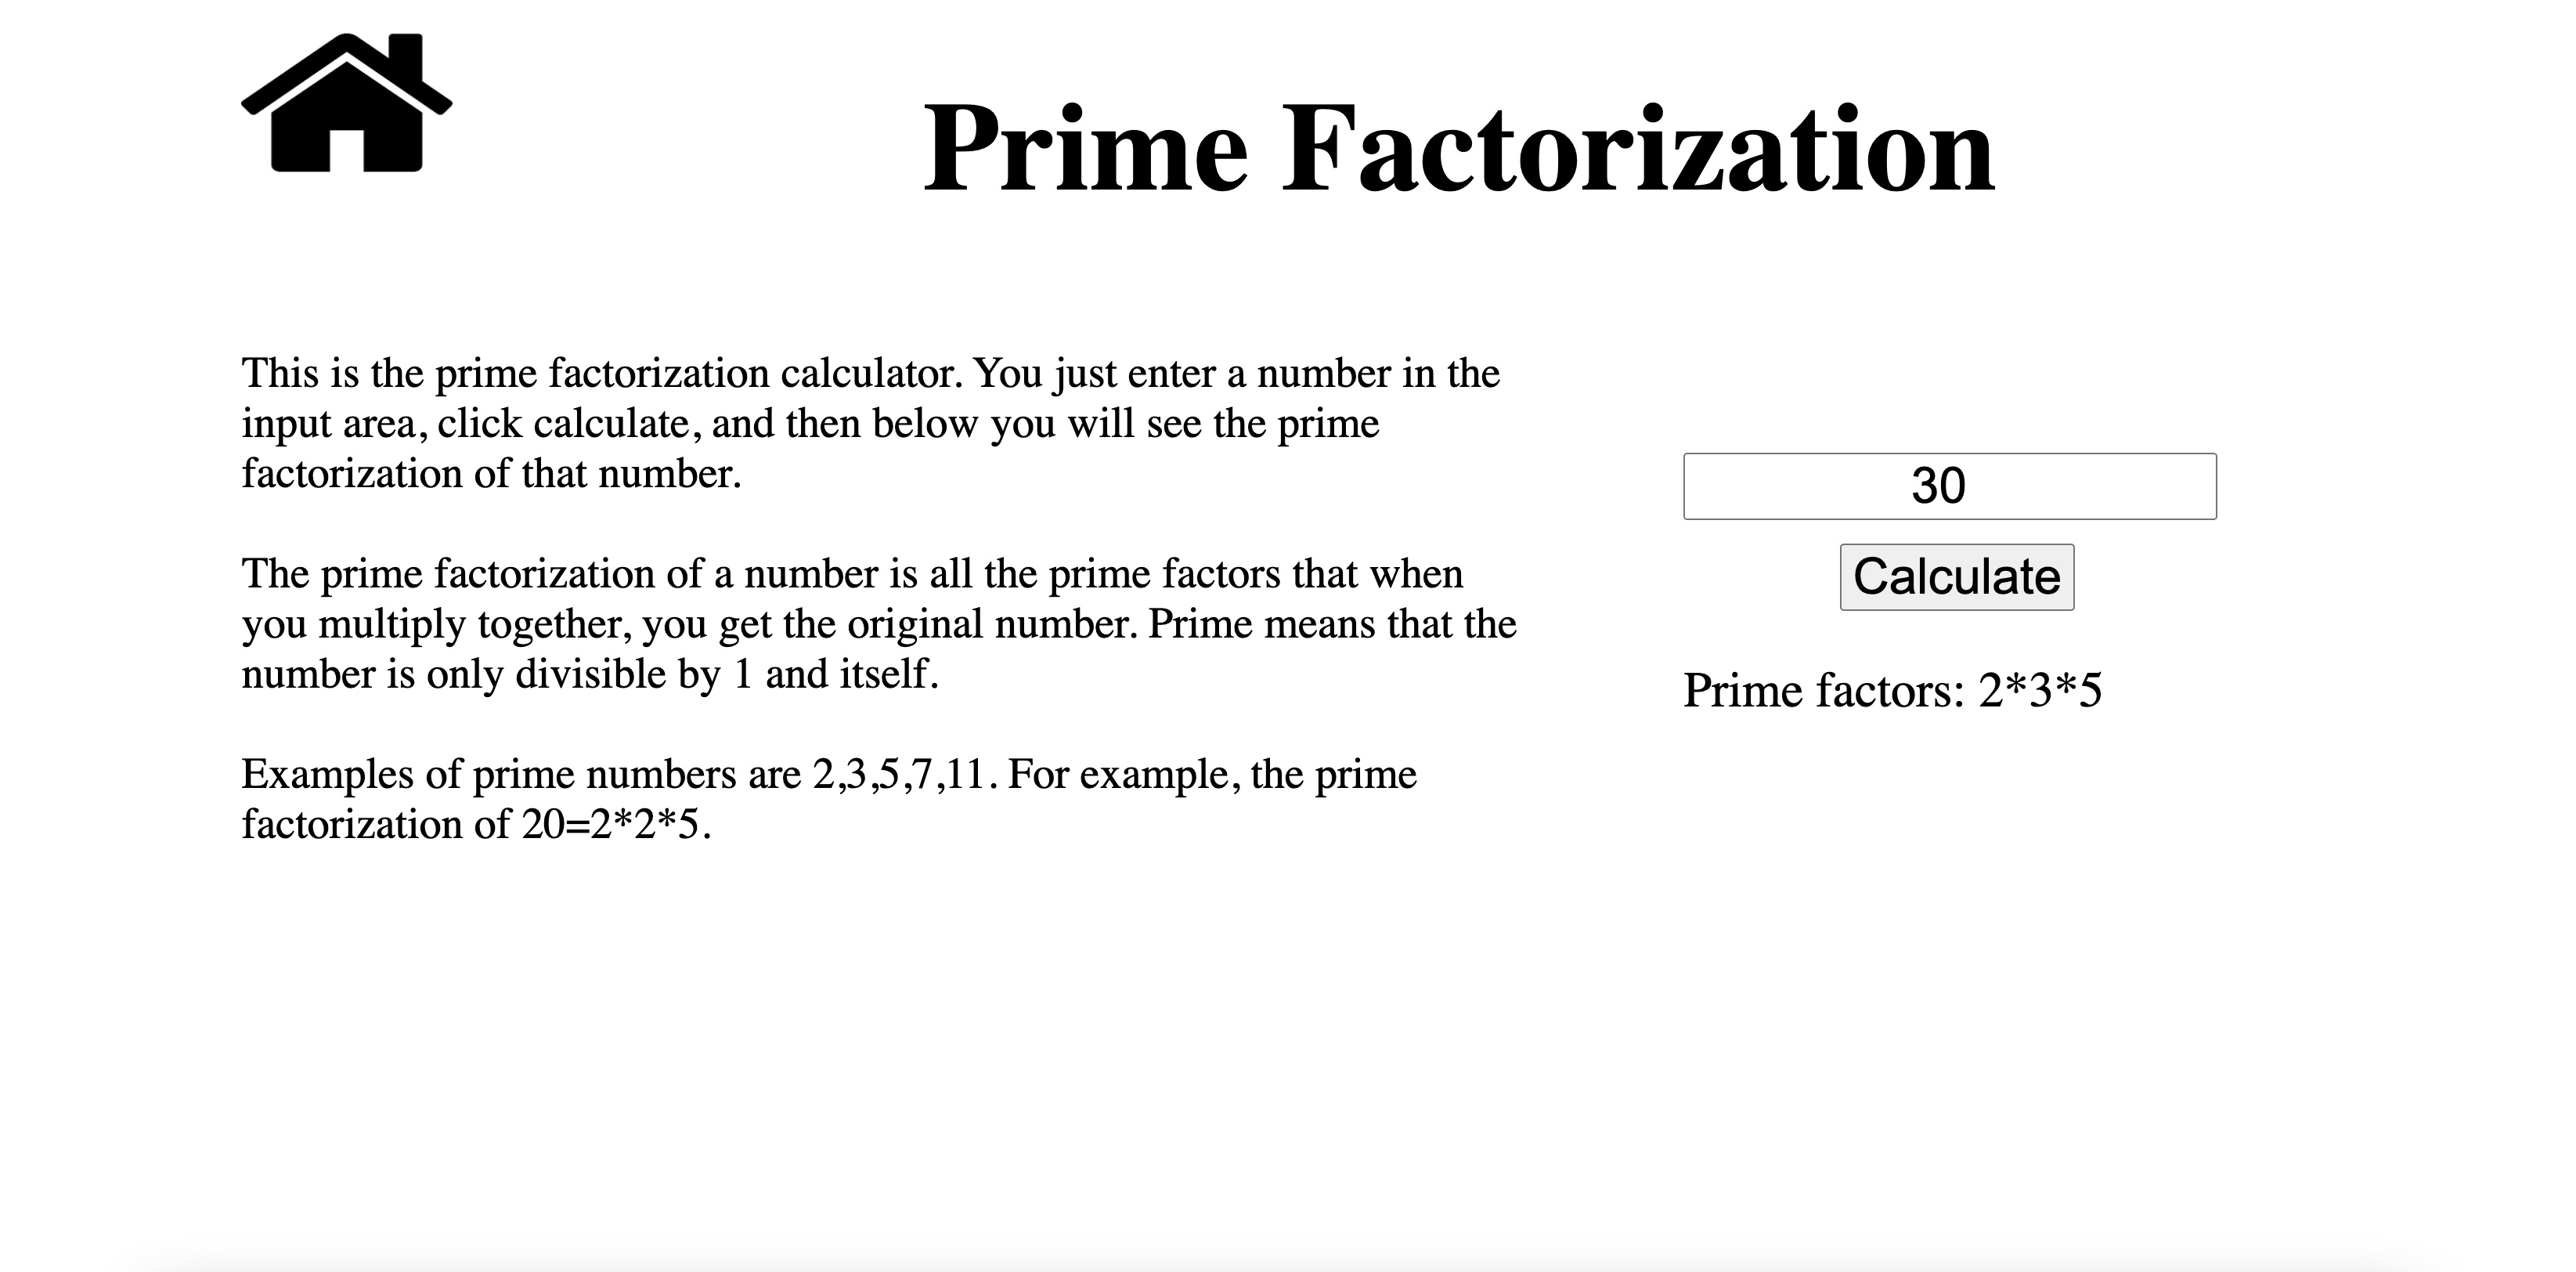 Prime Factorization
This is the prime factorization calculator. You just enter a number in the
input area, click calculate, and then below you will see the prime
factorization of that number.
The prime factorization of a number is all the prime factors that when
you multiply together, you get the original number. Prime means that the
number is only divisible by 1 and itself.
Examples of prime numbers are 2,3,5,7,11. For example, the prime
factorization of 20=2*2*5.
30
Calculate
Prime factors: 2*3*5